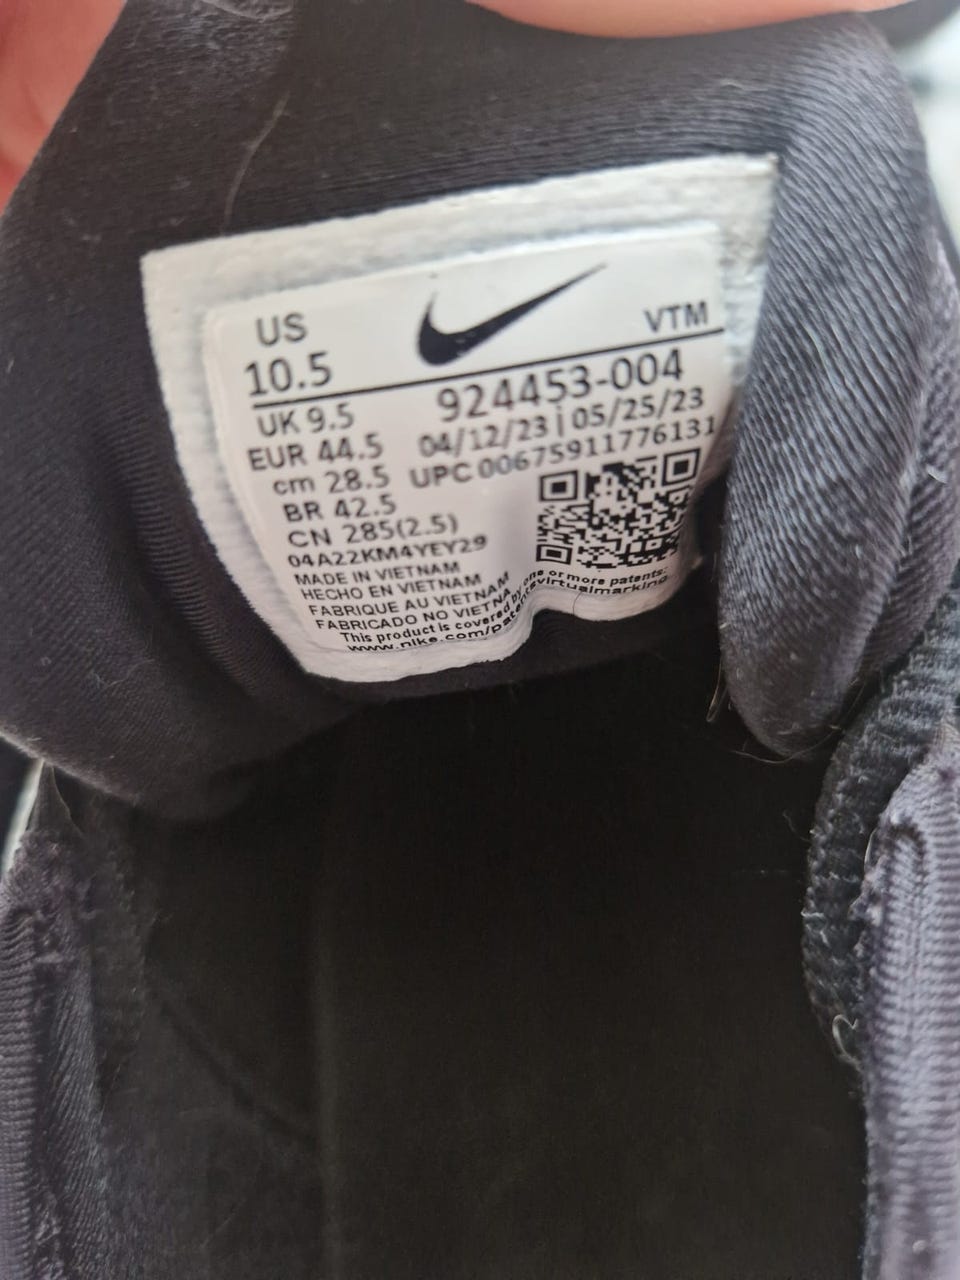 US
10.5
VTM
UK 9.5
924453-004
EUR 44.5
04/12/23 | 05/25/23
cm 28.5
UPC 00675911776131
BR 42.5
CN 285(2.5)
04A22KM4YEY29
MADE IN VIETNAM
HECHO EN VIETNAM
FABRIQUE AU VIETNAM
FABRICADO NO VIETNA
This product is covered by one or more patents:
www.nike.com/patentsvirtualmarking.